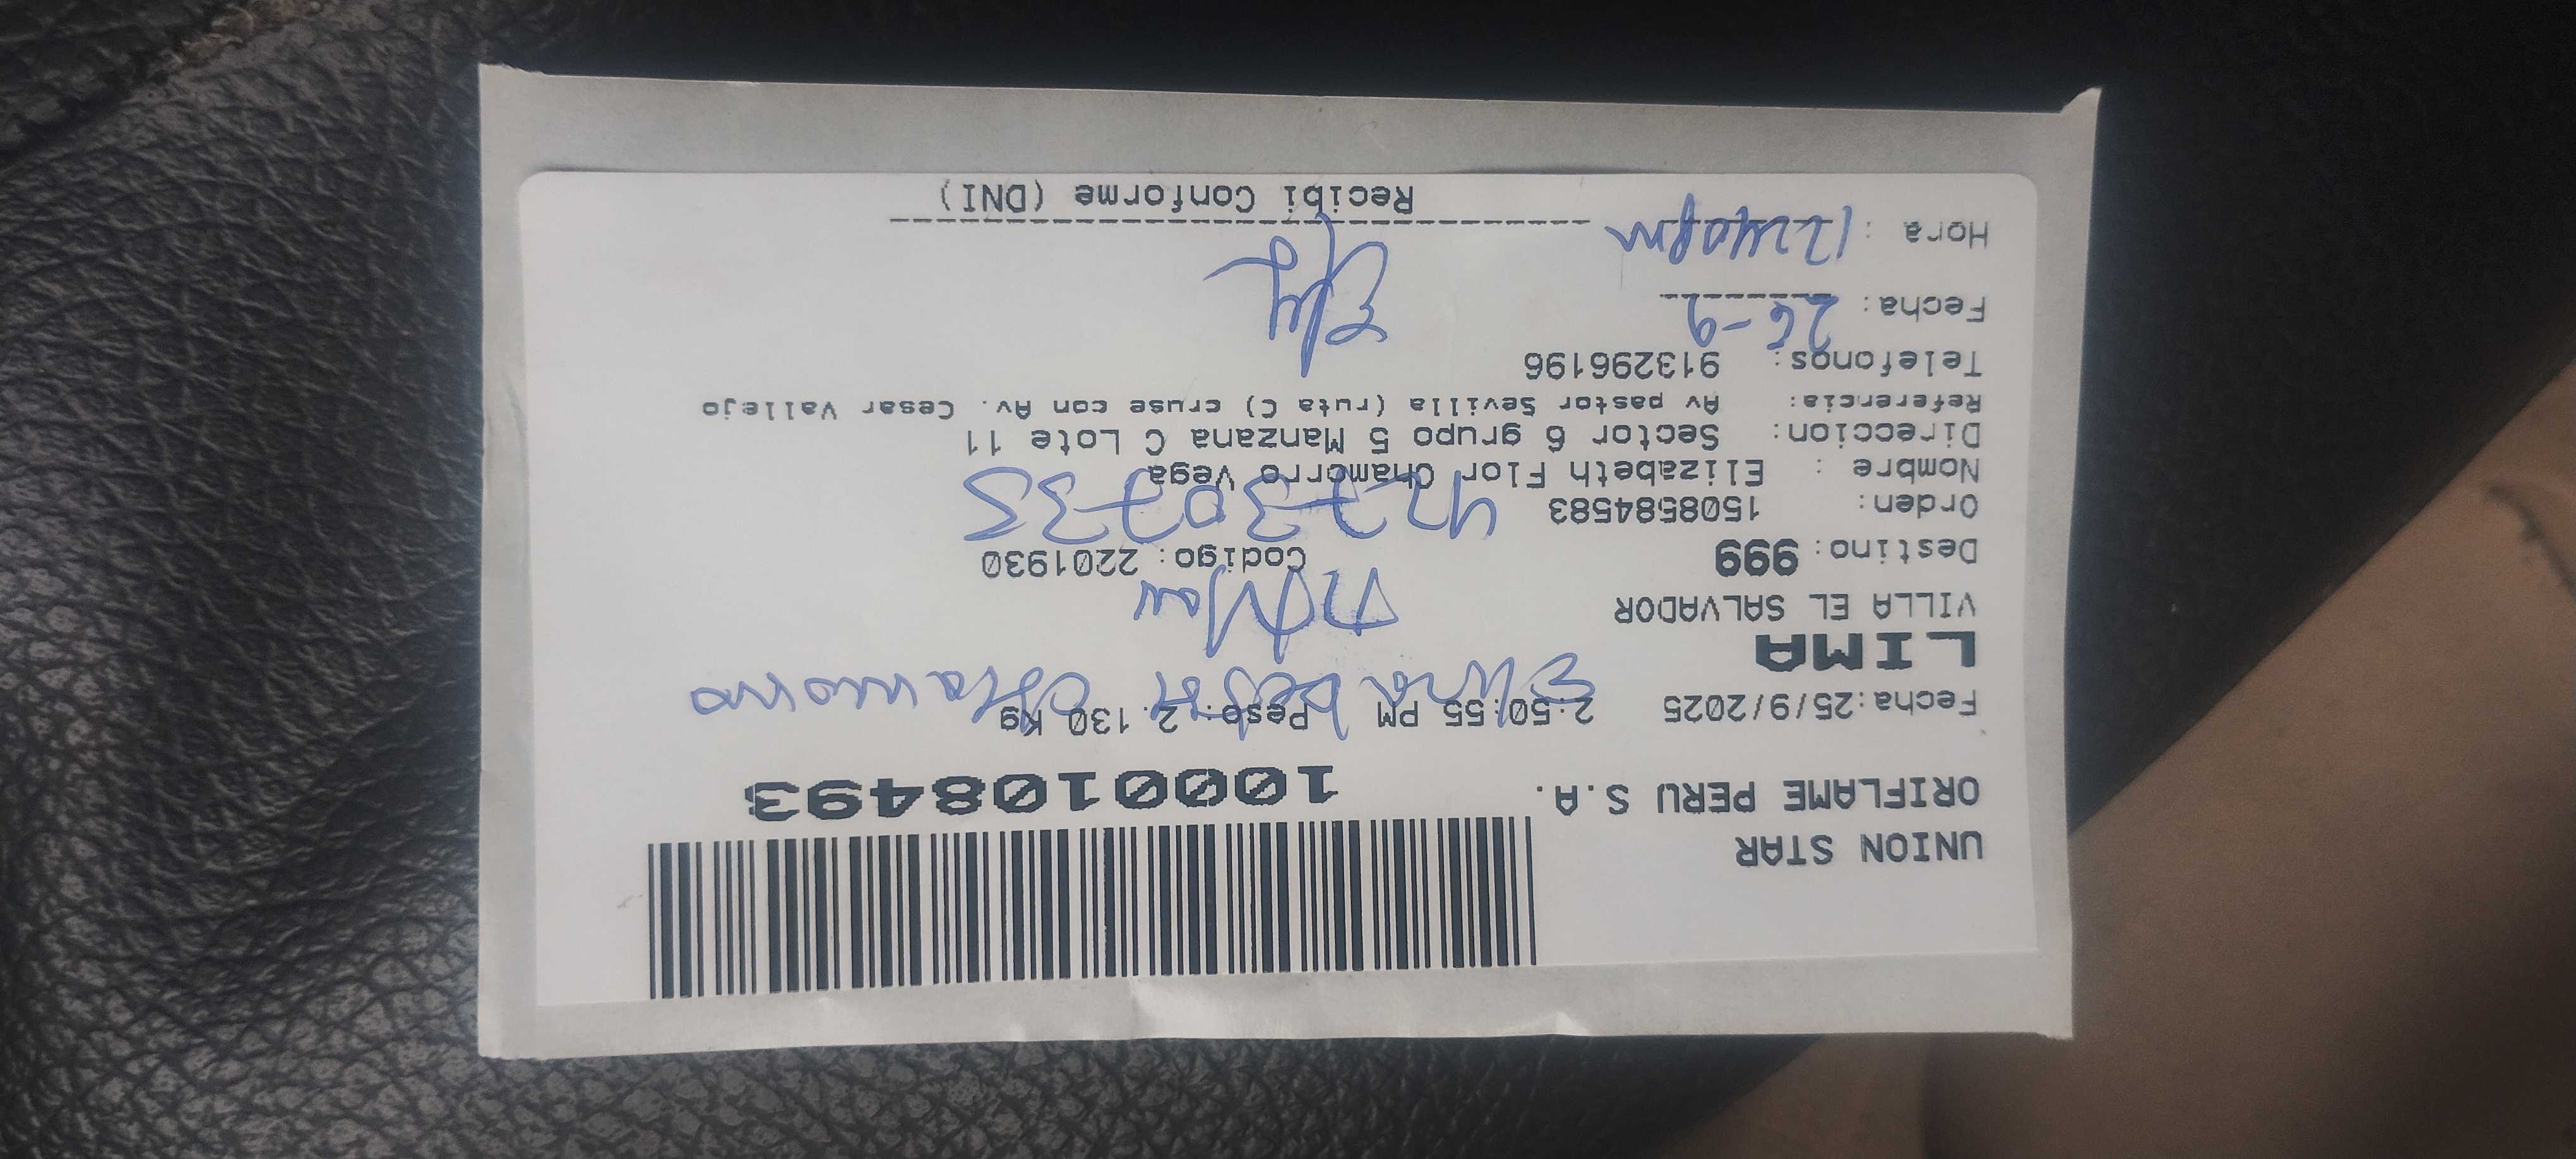 UNION STAR
ORIFLAME PERU S.A.
1000108493
Fecha:25/9/2025 2:50:55 PM Peso: 2.130 Kg
Elizabeth Chamorro
LIMA
VILLA EL SALVADOR
Destino: 999 Codigo: 2201930
Orden: 1508584583
42730735
Nombre : Elizabeth Flor Chamorro Vega
Direccion: Sector 6 grupo 5 Manzana C Lote 11
Referencia: Av pastor Sevilla (ruta C) cruse con Av. Cesar Vallejo
Telefonos: 913296196
Fecha: 26-9
Hora : 12:40pm
Recibi Conforme (DNI)